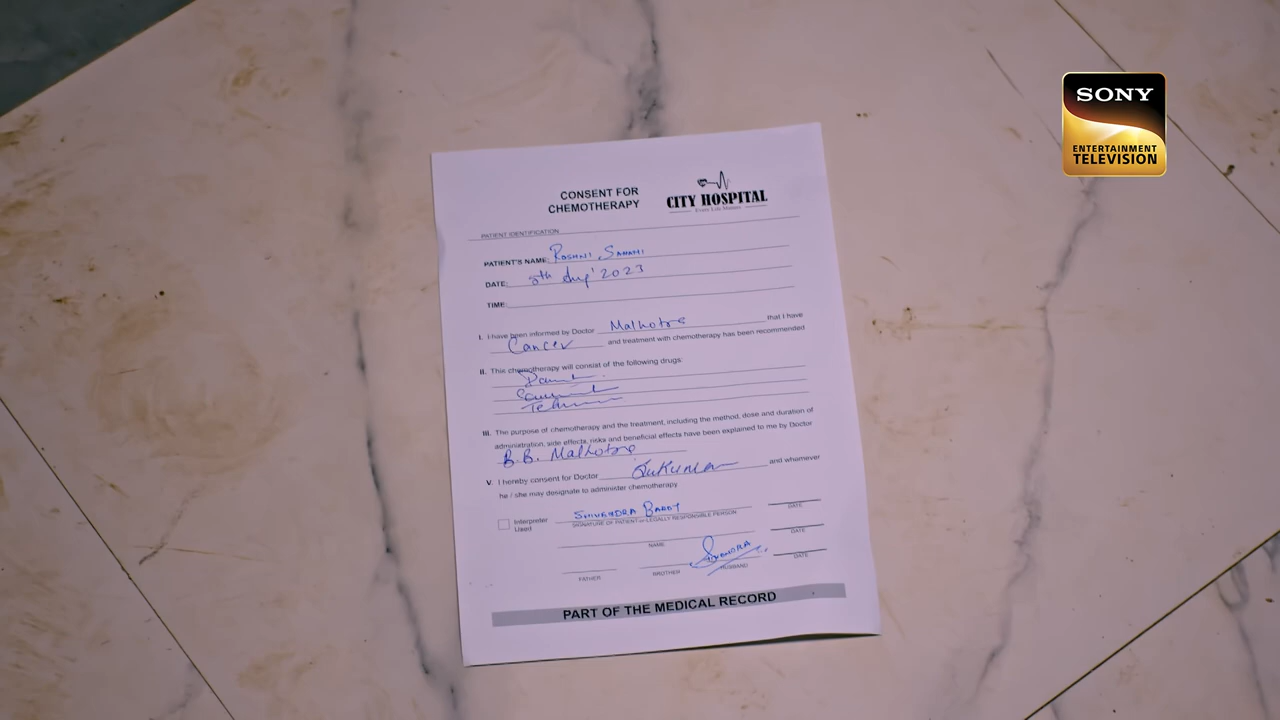 SONY
ENTERTAINMENT
TELEVISION
CONSENT FOR
CHEMOTHERAPY
CITY HOSPITAL
Every Life Matters
PATIENT IDENTIFICATION
PATIENT'S NAME: ROSHNI
DATE: 2023
TIME:
I. I have been informed by Doctor Malhotra that I have
Cancer and treatment with chemotherapy has been recommended
II. This chemotherapy will consist of the following drugs:
III. The purpose of chemotherapy and the treatment, including the method, dose and duration of
administration, side effects, risks and beneficial effects have been explained to me by Doctor
B.B. Malhotra
V. I hereby consent for Doctor and whomever
he / she may designate to administer chemotherapy
Interpreter
Used
SHIVENDRA BAROT
SIGNATURE OF PATIENT or LEGALLY RESPONSIBLE PERSON
DATE
NAME
DATE
FATHER BROTHER HUSBAND DATE
PART OF THE MEDICAL RECORD